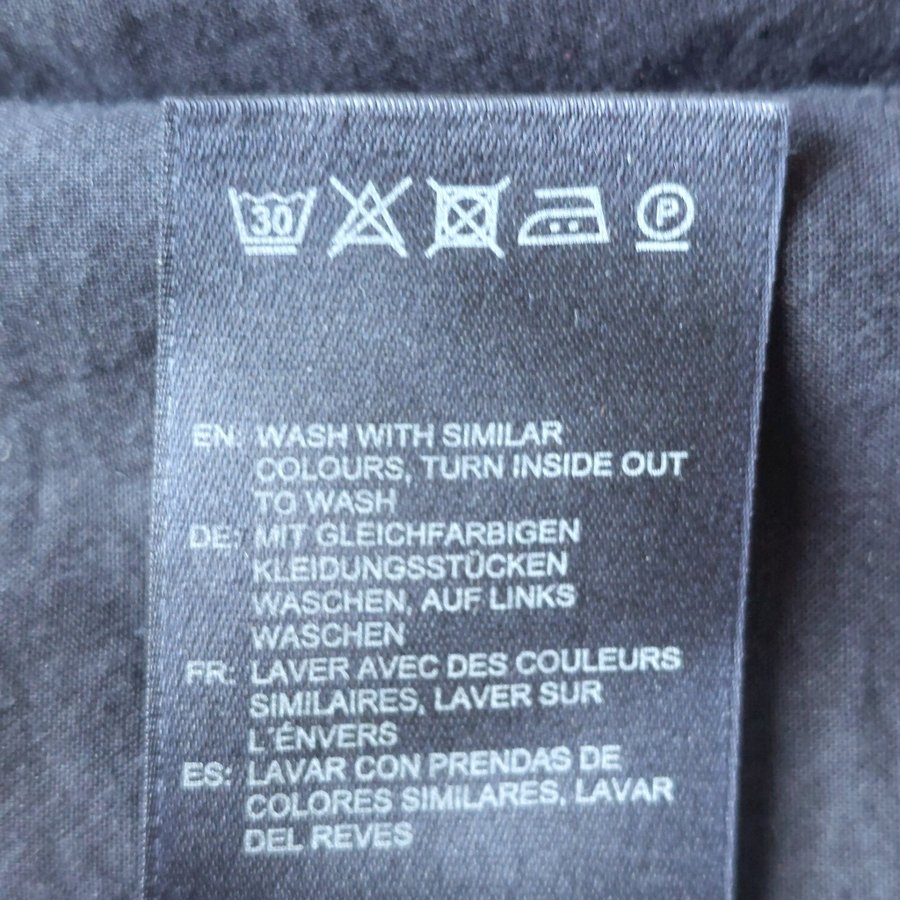 30 P
EN: WASH WITH SIMILAR
COLOURS, TURN INSIDE OUT
TO WASH
DE: MIT GLEICHFARBIGEN
KLEIDUNGSSTÜCKEN
WASCHEN, AUF LINKS
WASCHEN
FR: LAVER AVEC DES COULEURS
SIMILAIRES, LAVER SUR
L´ÉNVERS
ES: LAVAR CON PRENDAS DE
COLORES SIMILARES, LAVAR
DEL REVES